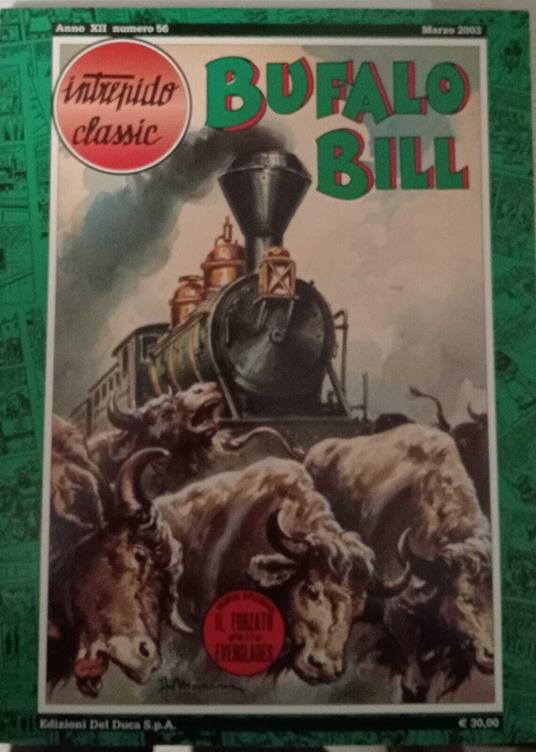 Anno XII numero 56
Marzo 2003
intrepido
classic
BUFALO
BILL
IL FORZATO
EVERGLADES
Edizioni Del Duca S.p.A.
€ 30,00